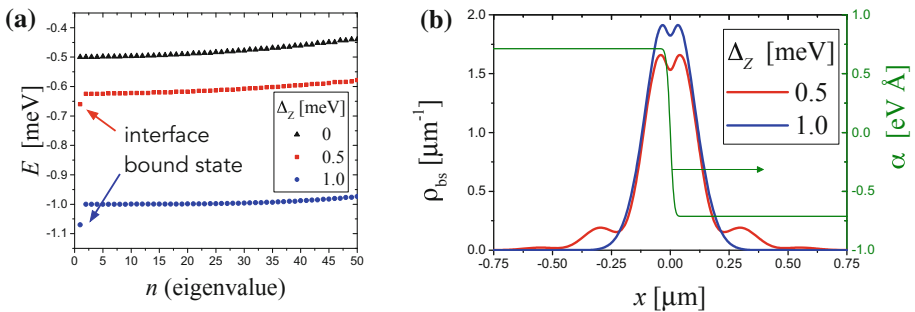 (a)
-0.4
-0.5
-0.6
-0.7
-0.8
-0.9
-1.0
-1.1
E [meV]
interface
bound state
Δ_Z [meV]
0
0.5
1.0
0 5 10 15 20 25 30 35 40 45 50
n (eigenvalue)
(b)
2.0
1.5
1.0
0.5
0.0
ρ_bs [μm⁻¹]
Δ_Z [meV]
0.5
1.0
1.0
0.5
0.0
-0.5
-1.0
α [eV Å]
-0.75 -0.50 -0.25 0.00 0.25 0.50 0.75
x [μm]